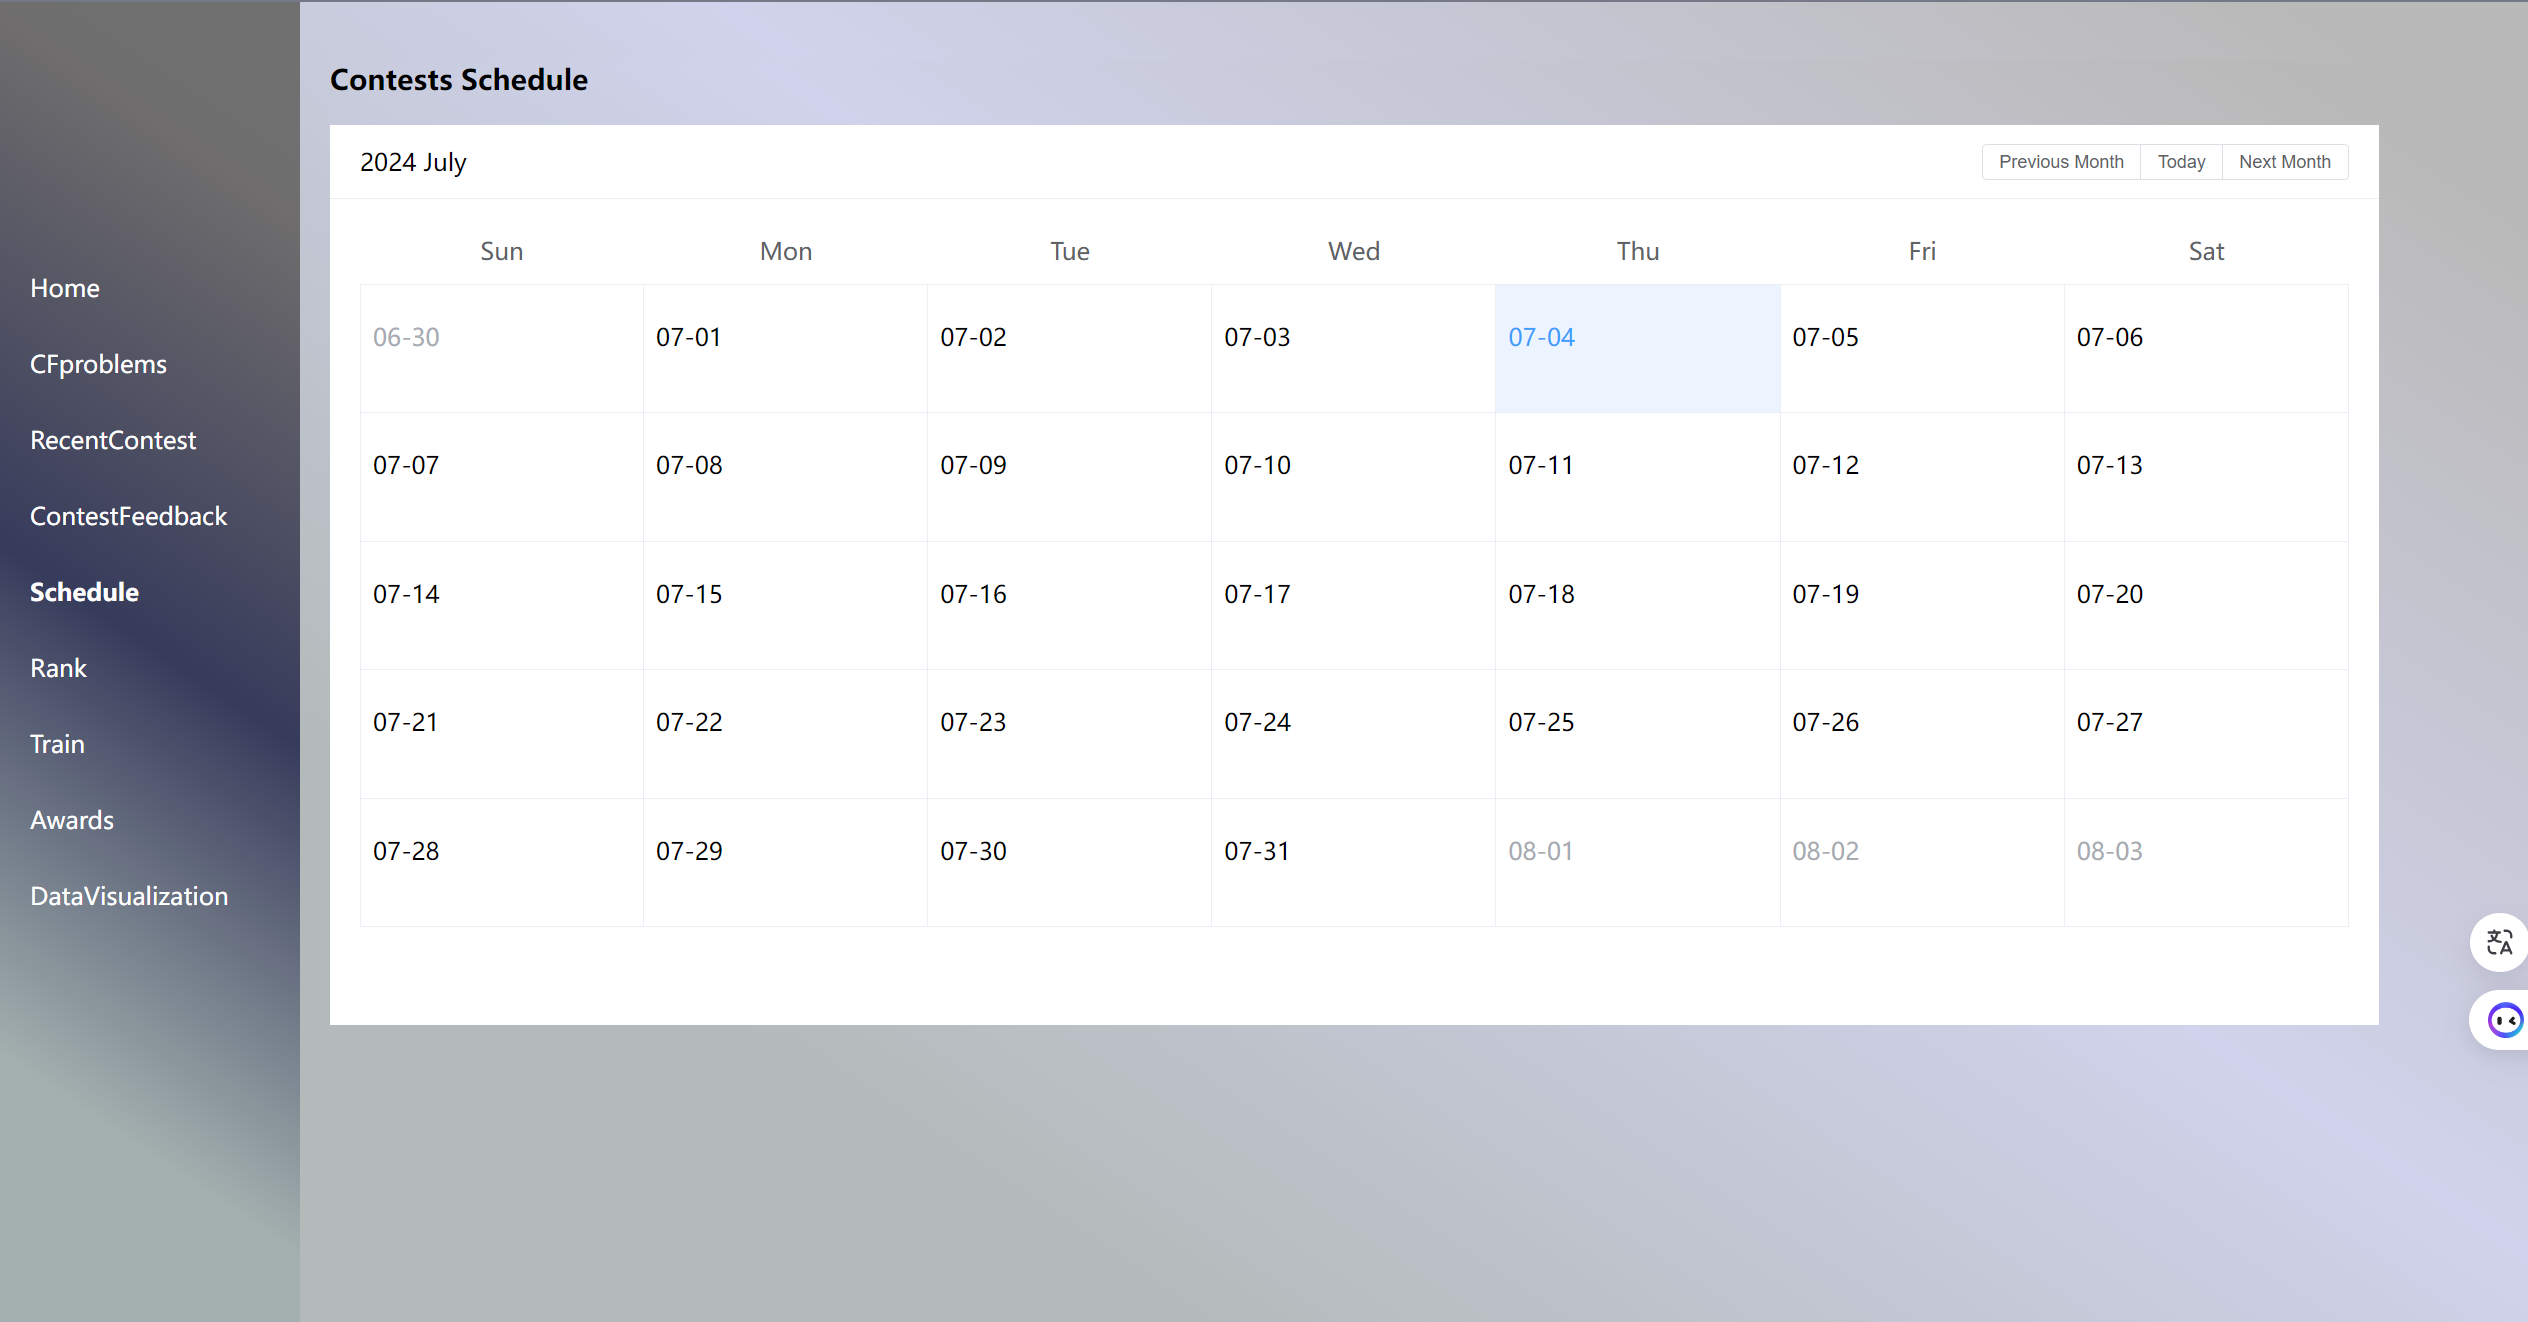 Contests Schedule
2024 July
Previous Month Today Next Month
Sun Mon Tue Wed Thu Fri Sat
06-30 07-01 07-02 07-03 07-04 07-05 07-06
07-07 07-08 07-09 07-10 07-11 07-12 07-13
07-14 07-15 07-16 07-17 07-18 07-19 07-20
07-21 07-22 07-23 07-24 07-25 07-26 07-27
07-28 07-29 07-30 07-31 08-01 08-02 08-03
Home
CFproblems
RecentContest
ContestFeedback
Schedule
Rank
Train
Awards
DataVisualization
文A